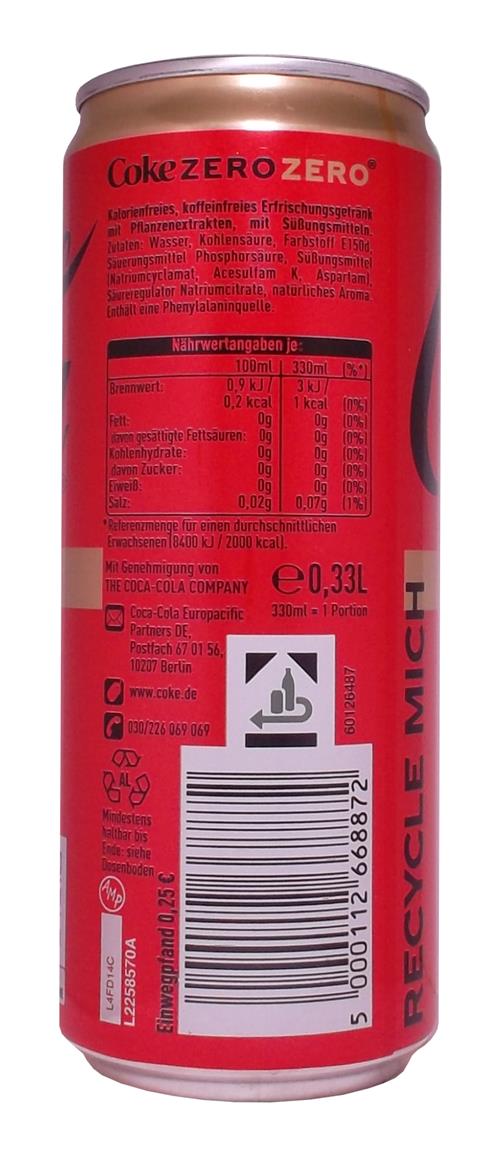 Coke ZERO ZERO®
Kalorienfreies, koffeinfreies Erfrischungsgetränk
mit Pflanzenextrakten, mit Süßungsmitteln.
Zutaten: Wasser, Kohlensäure, Farbstoff E150d,
Säuerungsmittel Phosphorsäure, Süßungsmittel
(Natriumcyclamat, Acesulfam K, Aspartam),
Säureregulator Natriumcitrate, natürliches Aroma.
Enthält eine Phenylalaninquelle.
Nährwertangaben je:
100ml 330ml (%*)
Brennwert: 0,9 kJ / 3 kJ /
0,2 kcal 1 kcal (0%)
Fett: 0g 0g (0%)
davon gesättigte Fettsäuren: 0g 0g (0%)
Kohlenhydrate: 0g 0g (0%)
davon Zucker: 0g 0g (0%)
Eiweiß: 0g 0g (0%)
Salz: 0,02g 0,07g (1%)
*Referenzmenge für einen durchschnittlichen
Erwachsenen (8400 kJ / 2000 kcal).
Mit Genehmigung von
THE COCA-COLA COMPANY
℮0,33L
330ml = 1 Portion
Coca-Cola Europacific
Partners DE,
Postfach 67 01 56,
10207 Berlin
www.coke.de
030/226 069 069
AL
Mindestens
haltbar bis
Ende: siehe
Dosenboden
AMP
L4FD14C
L2258570A
Einwegpfand 0,25 €
60126487
5 000112 668872
RECYCLE MICH